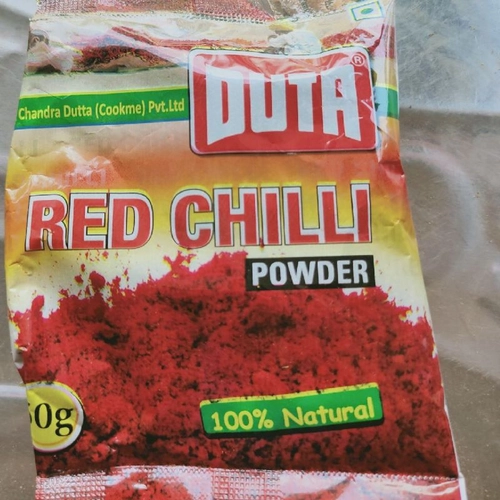 Chandra Dutta (Cookme) Pvt.Ltd
DUTA®
RED CHILLI
POWDER
100% Natural